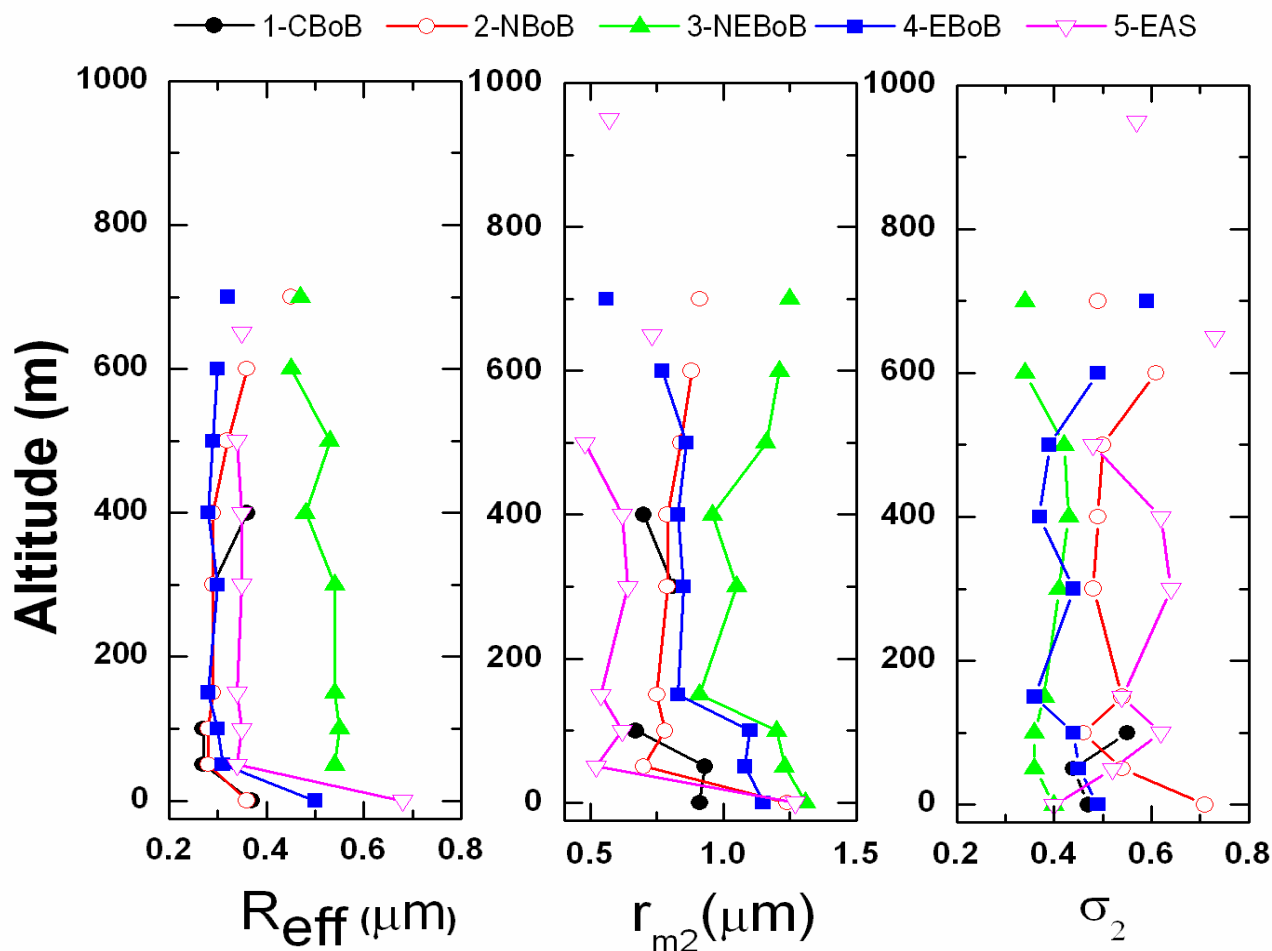 1-CBoB 2-NBoB 3-NEBoB 4-EBoB 5-EAS
1000 1000 1000
800 800 800
600 600 600
400 400 400
200 200 200
0 0 0
0.2 0.4 0.6 0.8 0.5 1.0 1.5 0.2 0.4 0.6 0.8
Altitude (m)
Reff (μm) rm2(μm) σ2